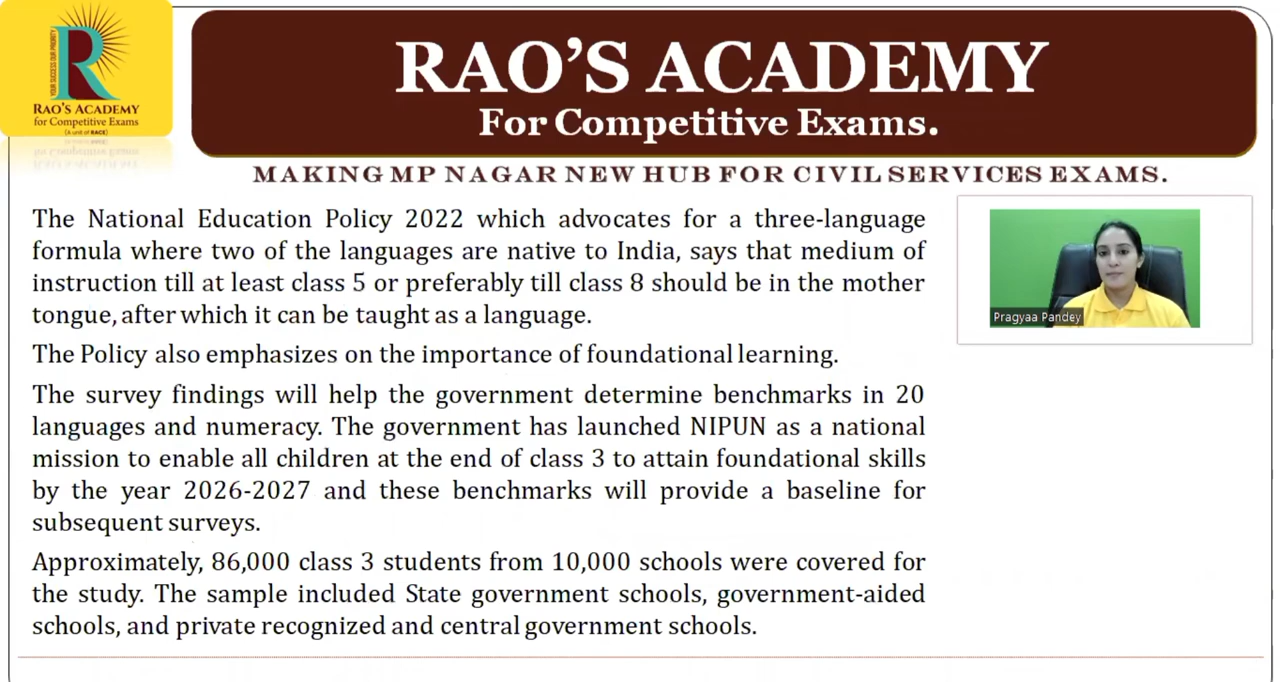 YOUR SUCCESS OUR PRIORITY
R
RAO'S ACADEMY
for Competitive Exams
(A unit of RACE)
RAO'S ACADEMY
For Competitive Exams.
MAKING MP NAGAR NEW HUB FOR CIVIL SERVICES EXAMS.
The National Education Policy 2022 which advocates for a three-language
formula where two of the languages are native to India, says that medium of
instruction till at least class 5 or preferably till class 8 should be in the mother
tongue, after which it can be taught as a language.
The Policy also emphasizes on the importance of foundational learning.
The survey findings will help the government determine benchmarks in 20
languages and numeracy. The government has launched NIPUN as a national
mission to enable all children at the end of class 3 to attain foundational skills
by the year 2026-2027 and these benchmarks will provide a baseline for
subsequent surveys.
Approximately, 86,000 class 3 students from 10,000 schools were covered for
the study. The sample included State government schools, government-aided
schools, and private recognized and central government schools.
Pragyaa Pandey